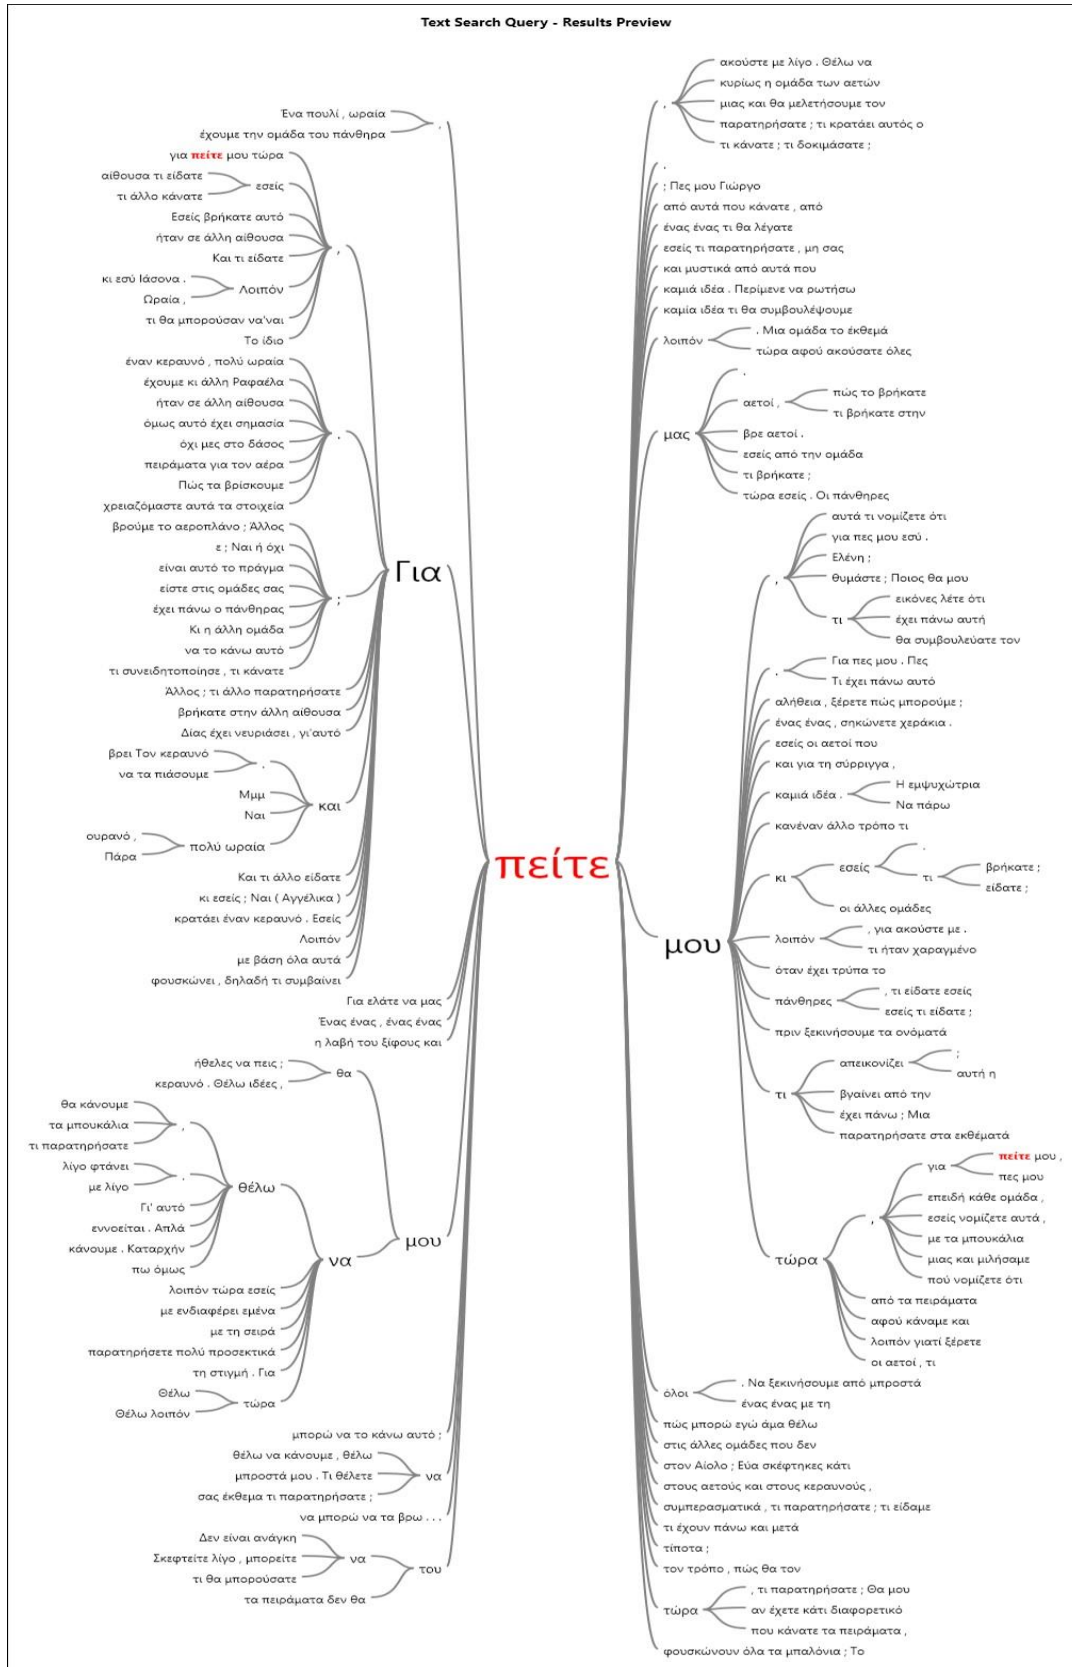 Text Search Query - Results Preview
Ένα πουλί , ωραία
έχουμε την ομάδα του πάνθηρα
.
για πείτε μου τώρα
αίθουσα τι είδατε
τι άλλο κάνατε
εσείς
Εσείς βρήκατε αυτό
ήταν σε άλλη αίθουσα
Και τι είδατε
κι εσύ Ιάσονα .
Ωραία ,
Λοιπόν
τι θα μπορούσαν να'ναι
Το ίδιο
,
έναν κεραυνό , πολύ ωραία
έχουμε κι άλλη Ραφαέλα
ήταν σε άλλη αίθουσα
όμως αυτό έχει σημασία
όχι μες στο δάσος
πειράματα για τον αέρα
Πώς τα βρίσκουμε
χρειαζόμαστε αυτά τα στοιχεία
.
βρούμε το αεροπλάνο ; Άλλος
ε ; Ναι ή όχι
είναι αυτό το πράγμα
είστε στις ομάδες σας
έχει πάνω ο πάνθηρας
Κι η άλλη ομάδα
να το κάνω αυτό
τι συνειδητοποίησε , τι κάνατε
;
Άλλος ; τι άλλο παρατηρήσατε
βρήκατε στην άλλη αίθουσα
Δίας έχει νευριάσει , γι'αυτό
βρει Τον κεραυνό
να τα πιάσουμε
.
Μμμ
Ναι
ουρανό ,
Πάρα
πολύ ωραία
και
Και τι άλλο είδατε
κι εσείς ; Ναι ( Αγγέλικα )
κρατάει έναν κεραυνό . Εσείς
Λοιπόν
με βάση όλα αυτά
φουσκώνει , δηλαδή τι συμβαίνει
Για
Για ελάτε να μας
Ένας ένας , ένας ένας
η λαβή του ξίφους και
ήθελες να πεις ;
κεραυνό . Θέλω ιδέες ,
θα
θα κάνουμε
τα μπουκάλια
τι παρατηρήσατε
,
λίγο φτάνει
με λίγο
.
Γι' αυτό
εννοείται . Απλά
κάνουμε . Καταρχήν
πω όμως
θέλω
λοιπόν τώρα εσείς
με ενδιαφέρει εμένα
με τη σειρά
παρατηρήσετε πολύ προσεκτικά
τη στιγμή . Για
Θέλω
Θέλω λοιπόν
τώρα
να
μου
μπορώ να το κάνω αυτό ;
θέλω να κάνουμε , θέλω
μπροστά μου . Τι θέλετε
σας έκθεμα τι παρατηρήσατε ;
να
να μπορώ να τα βρω . . .
Δεν είναι ανάγκη
Σκεφτείτε λίγο , μπορείτε
τι θα μπορούσατε
να
τα πειράματα δεν θα
του
πείτε
,
ακούστε με λίγο . Θέλω να
κυρίως η ομάδα των αετών
μιας και θα μελετήσουμε τον
παρατηρήσατε ; τι κρατάει αυτός ο
τι κάνατε ; τι δοκιμάσατε ;
.
; Πες μου Γιώργο
από αυτά που κάνατε , από
ένας ένας τι θα λέγατε
εσείς τι παρατηρήσατε , μη σας
και μυστικά από αυτά που
καμιά ιδέα . Περίμενε να ρωτήσω
καμία ιδέα τι θα συμβουλέψουμε
λοιπόν
. Μια ομάδα το έκθεμά
τώρα αφού ακούσατε όλες
μας
.
αετοί ,
πώς το βρήκατε
τι βρήκατε στην
βρε αετοί .
εσείς από την ομάδα
τι βρήκατε ;
τώρα εσείς . Οι πάνθηρες
μου
,
αυτά τι νομίζετε ότι
για πες μου εσύ .
Ελένη ;
θυμάστε ; Ποιος θα μου
τι
εικόνες λέτε ότι
έχει πάνω αυτή
θα συμβουλεύατε τον
.
Για πες μου . Πες
Τι έχει πάνω αυτό
αλήθεια , ξέρετε πώς μπορούμε ;
ένας ένας , σηκώνετε χεράκια .
εσείς οι αετοί που
και για τη σύρριγγα ,
καμιά ιδέα .
Η εμψυχώτρια
Να πάρω
κανέναν άλλο τρόπο τι
κι
εσείς
.
τι
βρήκατε ;
είδατε ;
οι άλλες ομάδες
λοιπόν
, για ακούστε με .
τι ήταν χαραγμένο
όταν έχει τρύπα το
πάνθηρες
, τι είδατε εσείς
εσείς τι είδατε ;
πριν ξεκινήσουμε τα ονόματά
τι
απεικονίζει
;
αυτή η
βγαίνει από την
έχει πάνω ; Μια
παρατηρήσατε στα εκθέματά
τώρα
,
για
πείτε μου ,
πες μου
επειδή κάθε ομάδα ,
εσείς νομίζετε αυτά ,
με τα μπουκάλια
μιας και μιλήσαμε
πού νομίζετε ότι
από τα πειράματα
αφού κάναμε και
λοιπόν γιατί ξέρετε
οι αετοί , τι
όλοι
. Να ξεκινήσουμε από μπροστά
ένας ένας με τη
πώς μπορώ εγώ άμα θέλω
στις άλλες ομάδες που δεν
στον Αίολο ; Εύα σκέφτηκες κάτι
στους αετούς και στους κεραυνούς ,
συμπερασματικά , τι παρατηρήσατε ; τι είδαμε
τι έχουν πάνω και μετά
τίποτα ;
τον τρόπο , πώς θα τον
τώρα
, τι παρατηρήσατε ; Θα μου
αν έχετε κάτι διαφορετικό
που κάνατε τα πειράματα ,
φουσκώνουν όλα τα μπαλόνια ; Το